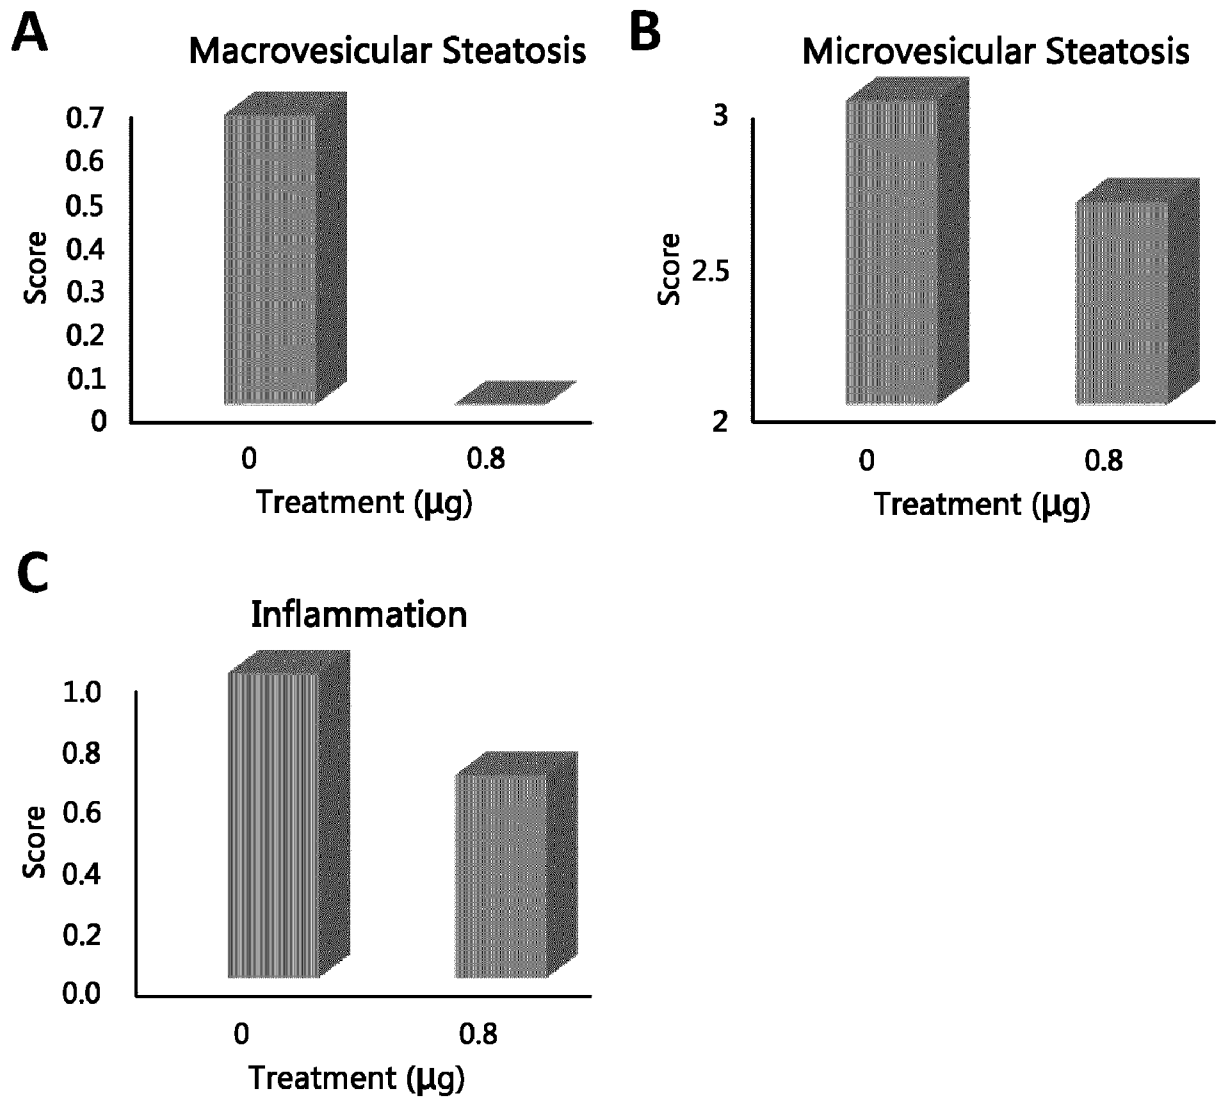 A
Macrovesicular Steatosis
0.7
0.6
0.5
0.4
0.3
0.2
0.1
0
Score
0 0.8
Treatment (μg)
B
Microvesicular Steatosis
3
2.5
2
Score
0 0.8
Treatment (μg)
C
Inflammation
1.0
0.8
0.6
0.4
0.2
0.0
Score
0 0.8
Treatment (μg)